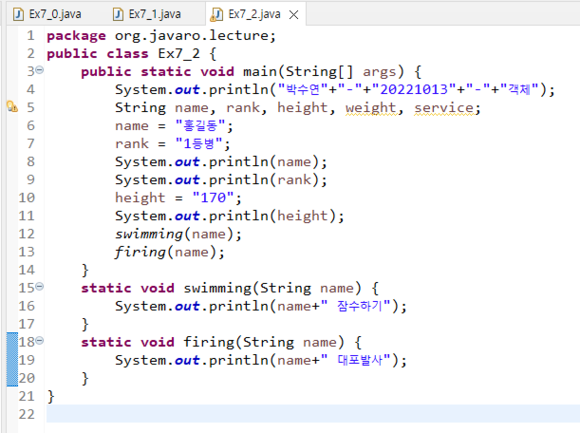 Ex7_0.java Ex7_1.java Ex7_2.java
1 package org.javaro.lecture;
2 public class Ex7_2 {
3 public static void main(String[] args) {
4 System.out.println("박수연"+"-"+"20221013"+"-"+"객체");
5 String name, rank, height, weight, service;
6 name = "홍길동";
7 rank = "1등병";
8 System.out.println(name);
9 System.out.println(rank);
10 height = "170";
11 System.out.println(height);
12 swimming(name);
13 firing(name);
14 }
15 static void swimming(String name) {
16 System.out.println(name+" 잠수하기");
17 }
18 static void firing(String name) {
19 System.out.println(name+" 대포발사");
20 }
21 }
22